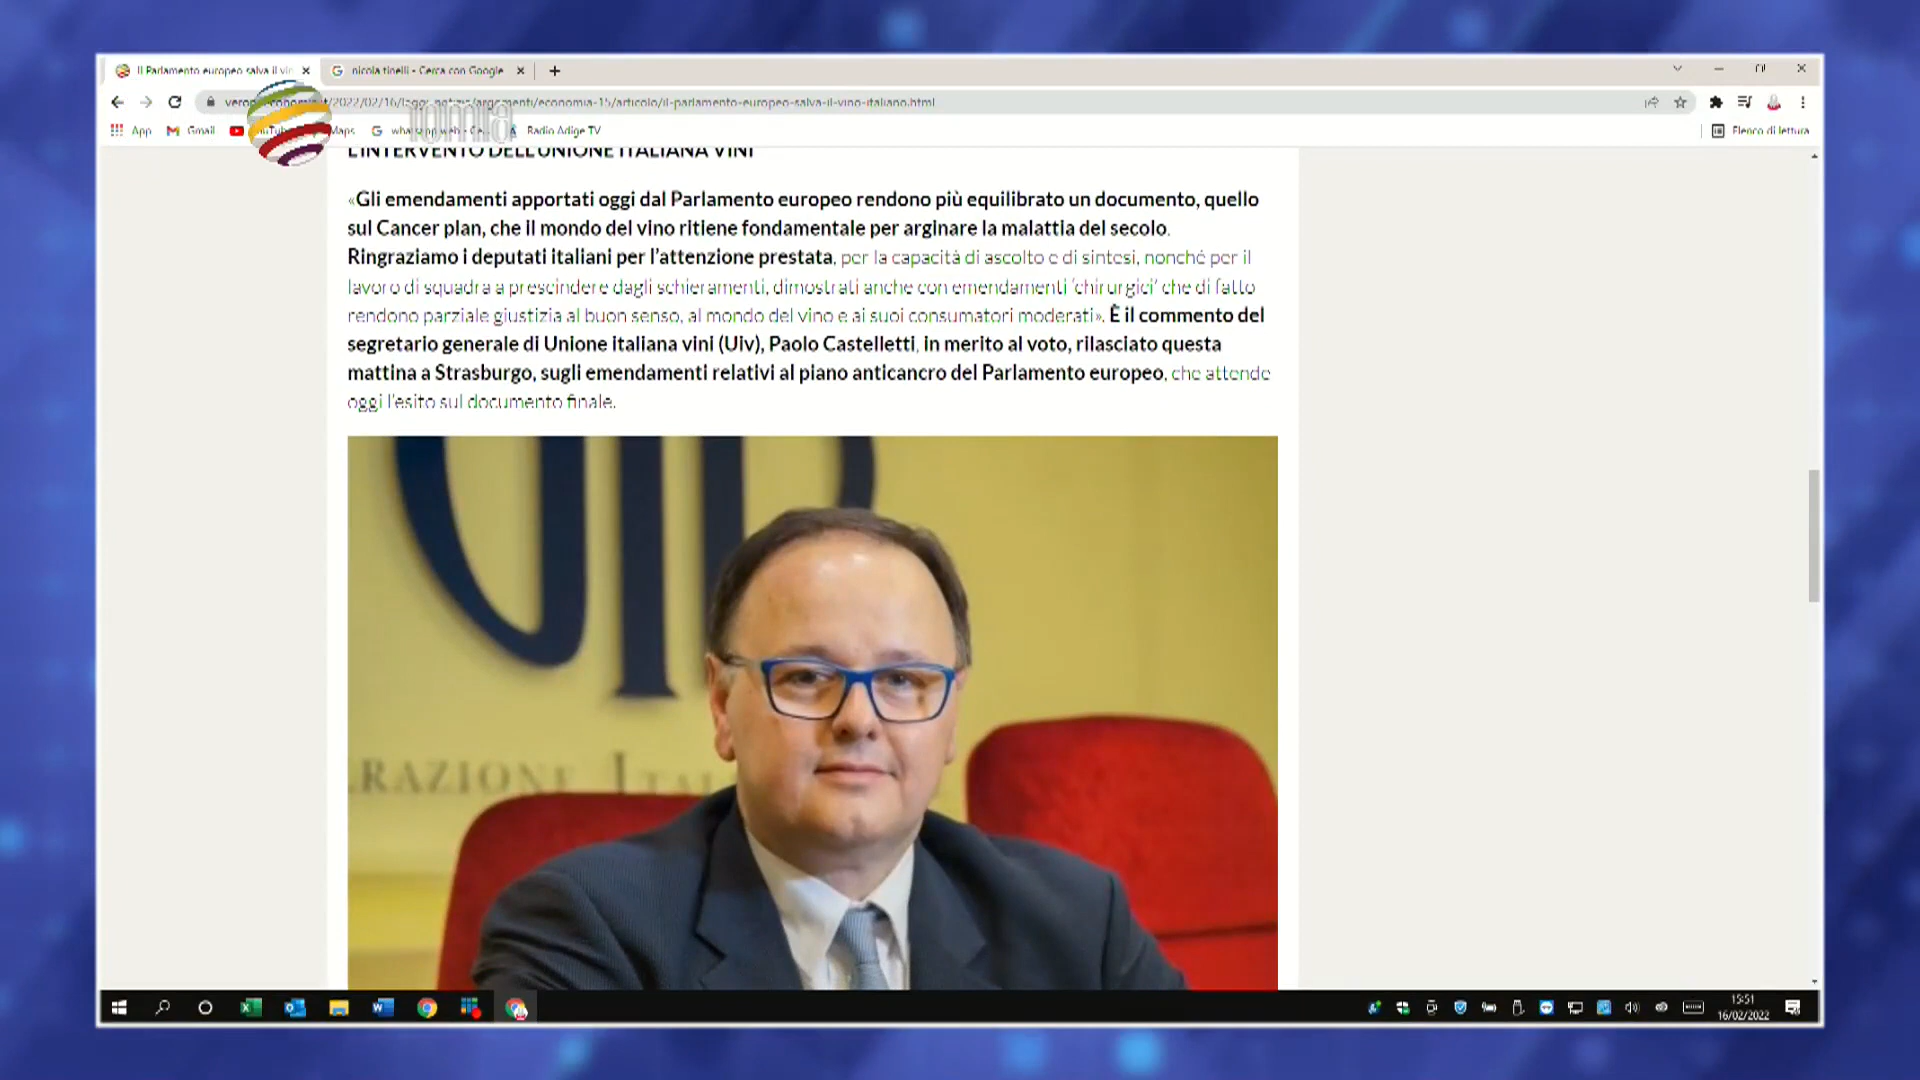 Il Parlamento europeo salva il vin
nicola tinelli - Cerca con Google
/2022/02/16/leggi-notizia/argomenti/economia-15/articolo/il-parlamento-europeo-salva-il-vino-italiano.html
App Gmail Maps whatsapp web - Ce... Radio Adige TV
Elenco di lettura
L'INTERVENTO DELL'UNIONE ITALIANA VINI
«Gli emendamenti apportati oggi dal Parlamento europeo rendono più equilibrato un documento, quello
sul Cancer plan, che il mondo del vino ritiene fondamentale per arginare la malattia del secolo.
Ringraziamo i deputati italiani per l'attenzione prestata, per la capacità di ascolto e di sintesi, nonché per il
lavoro di squadra a prescindere dagli schieramenti, dimostrati anche con emendamenti 'chirurgici' che di fatto
rendono parziale giustizia al buon senso, al mondo del vino e ai suoi consumatori moderati». È il commento del
segretario generale di Unione italiana vini (Uiv), Paolo Castelletti, in merito al voto, rilasciato questa
mattina a Strasburgo, sugli emendamenti relativi al piano anticancro del Parlamento europeo, che attende
oggi l'esito sul documento finale.
RAZIONE ITAL
15:51
16/02/2022